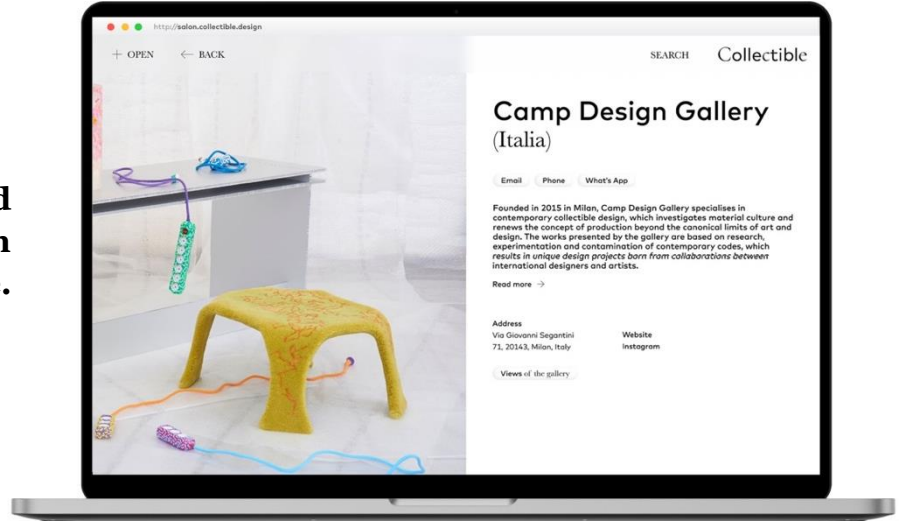 http://salon.collectible.design
OPEN
BACK
SEARCH
Collectible
Camp Design Gallery
(Italia)
Email
Phone
What's App
Founded in 2015 in Milan, Camp Design Gallery specialises in
contemporary collectible design, which investigates material culture and
renews the concept of production beyond the canonical limits of art and
design. The works presented by the gallery are based on research,
experimentation and contamination of contemporary codes, which
results in unique design projects born from collaborations between
international designers and artists.
Read more →
Address
Via Giovanni Segantini
71, 20143, Milan, Italy
Website
Instagram
Views of the gallery